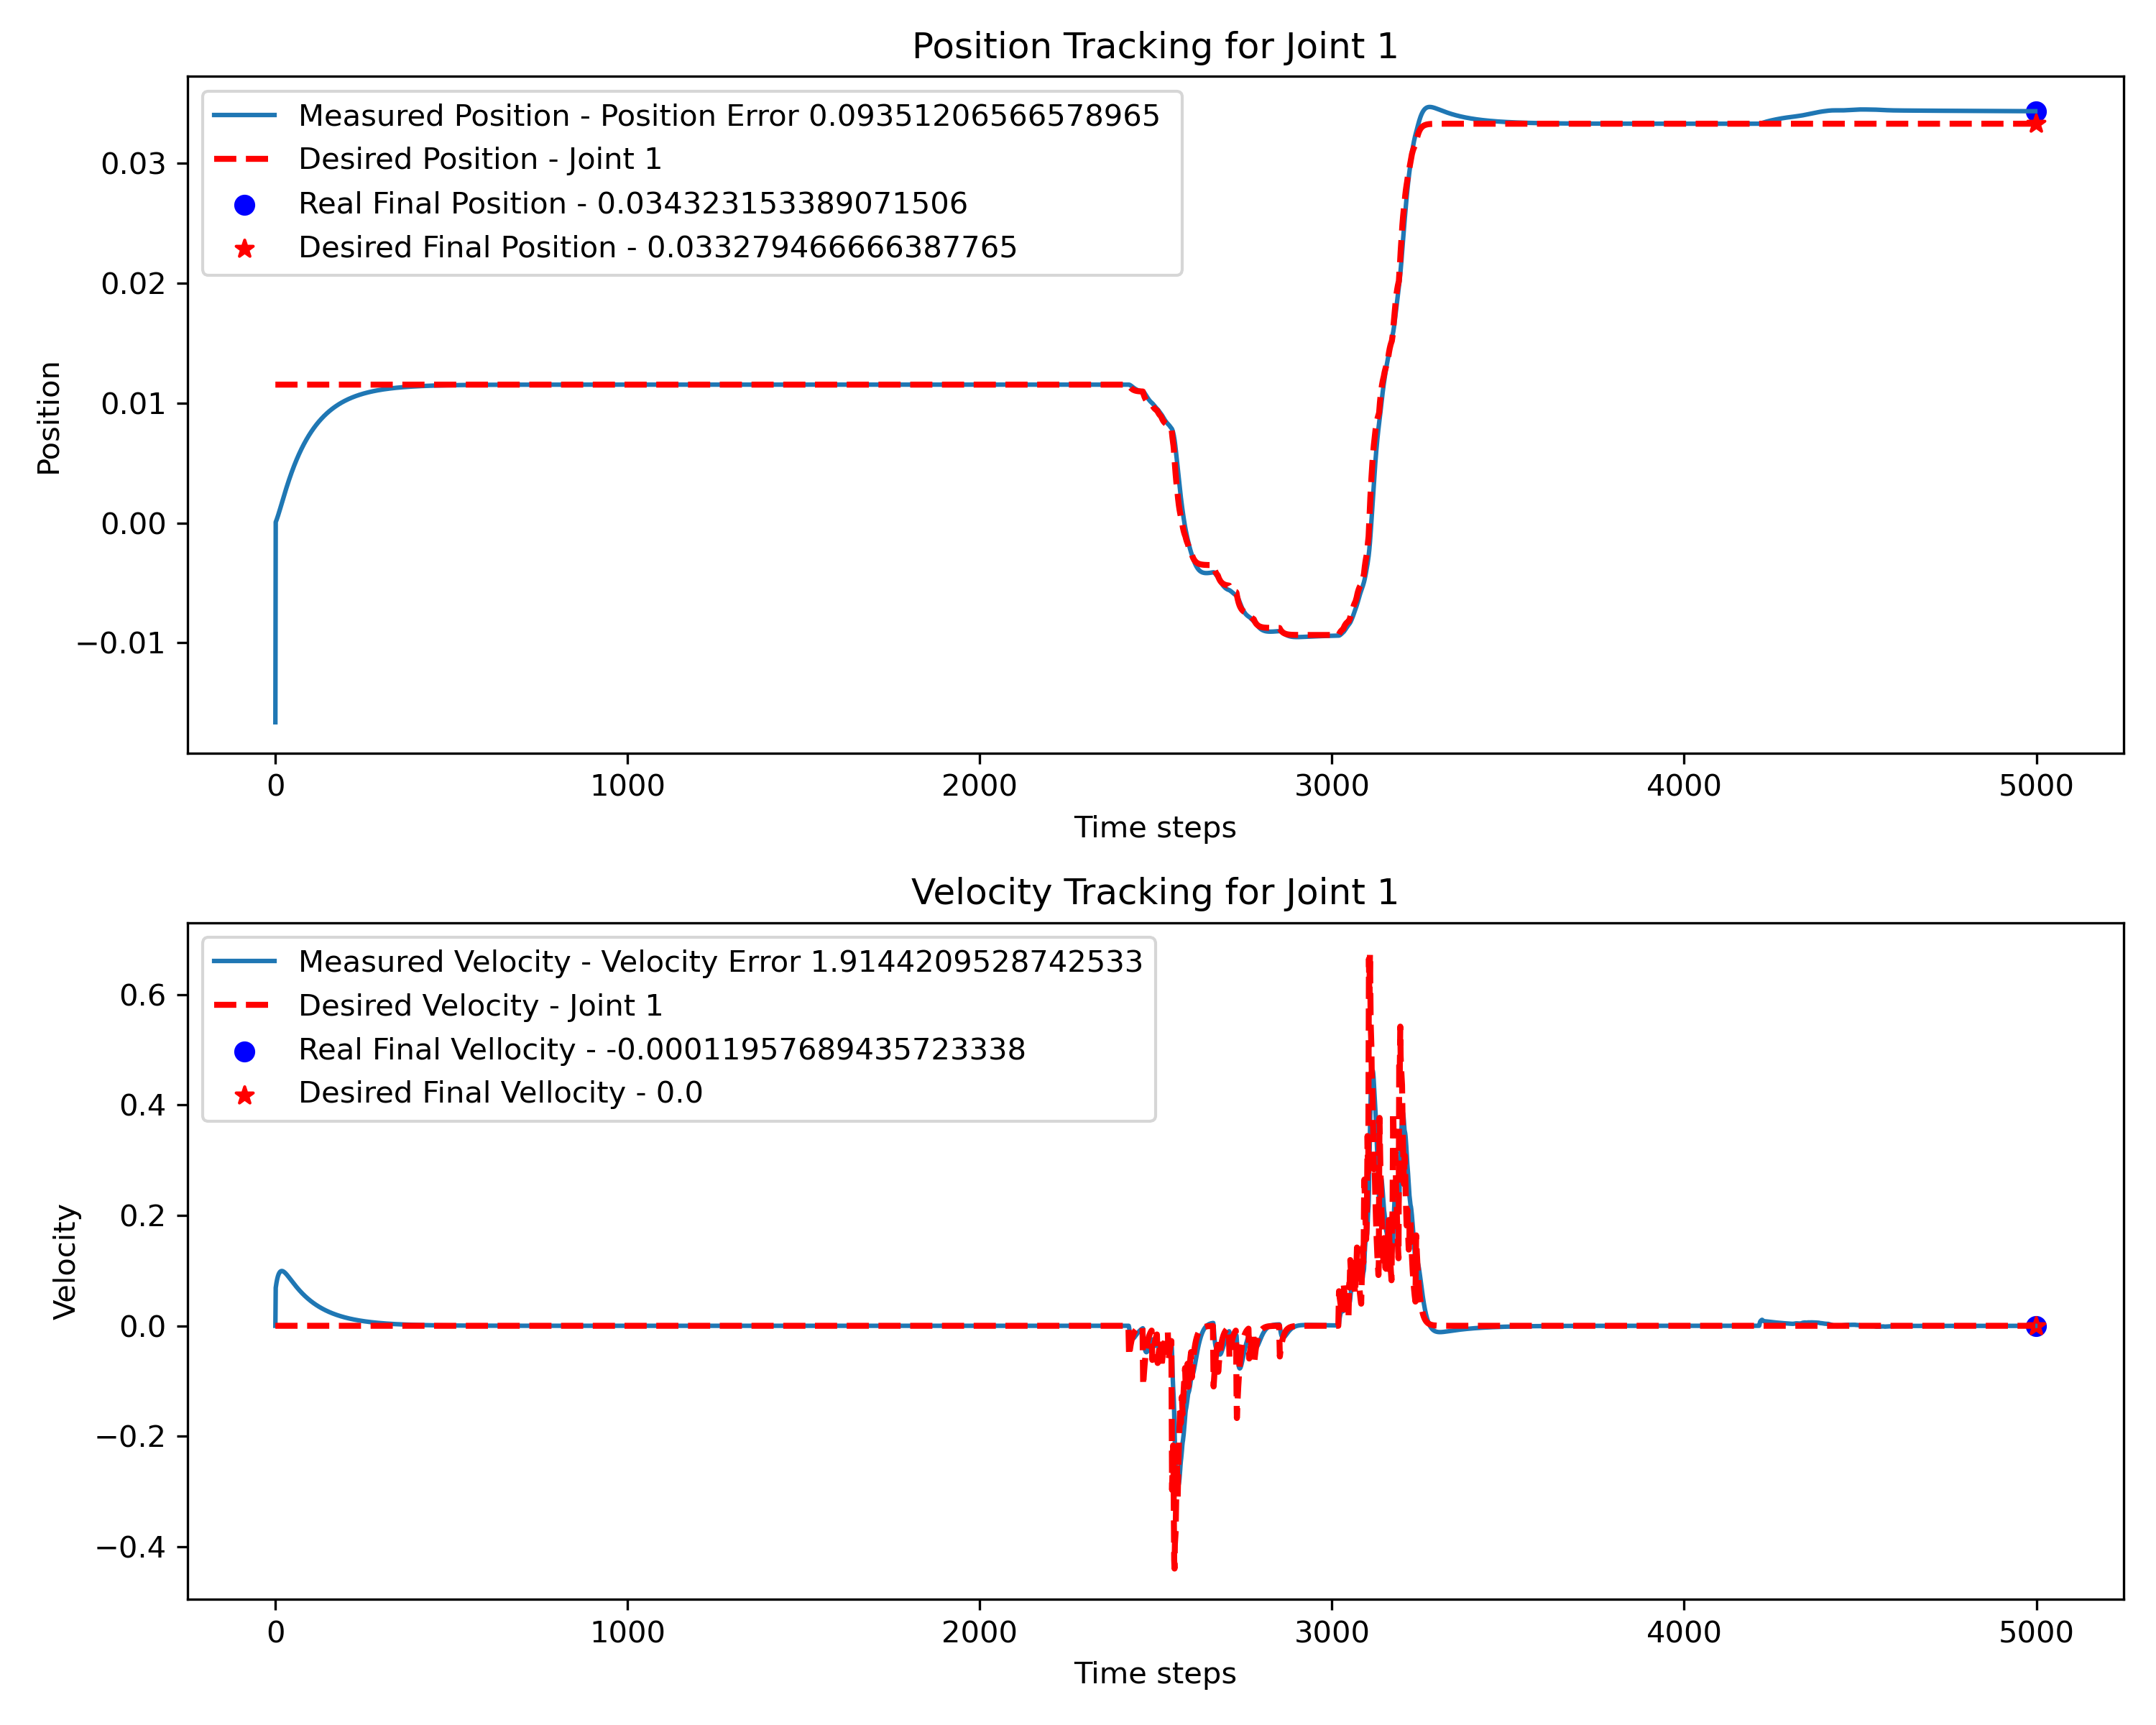 Position Tracking for Joint 1
Measured Position - Position Error 0.09351206566578965
Desired Position - Joint 1
Real Final Position - 0.034323153389071506
Desired Final Position - 0.033279466666387765
0.03
0.02
0.01
0.00
−0.01
Position
0 1000 2000 3000 4000 5000
Time steps
Velocity Tracking for Joint 1
Measured Velocity - Velocity Error 1.9144209528742533
Desired Velocity - Joint 1
Real Final Vellocity - -0.00011957689435723338
Desired Final Vellocity - 0.0
0.6
0.4
0.2
0.0
−0.2
−0.4
Velocity
0 1000 2000 3000 4000 5000
Time steps